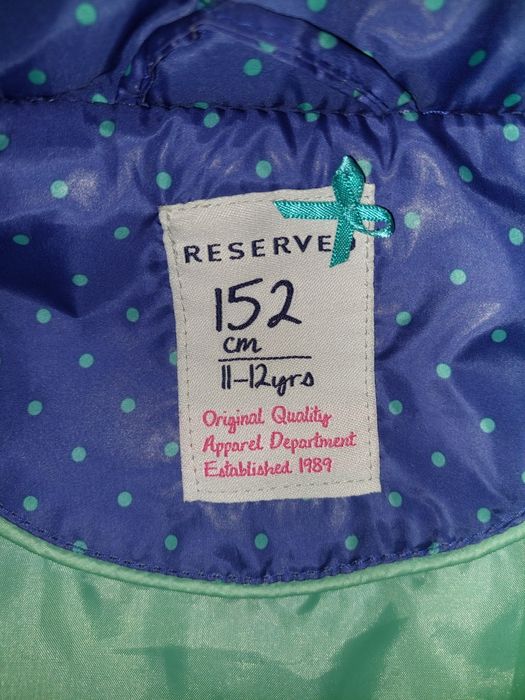 RESERVED
152
cm
11-12yrs
Original Quality
Apparel Department
Established 1989